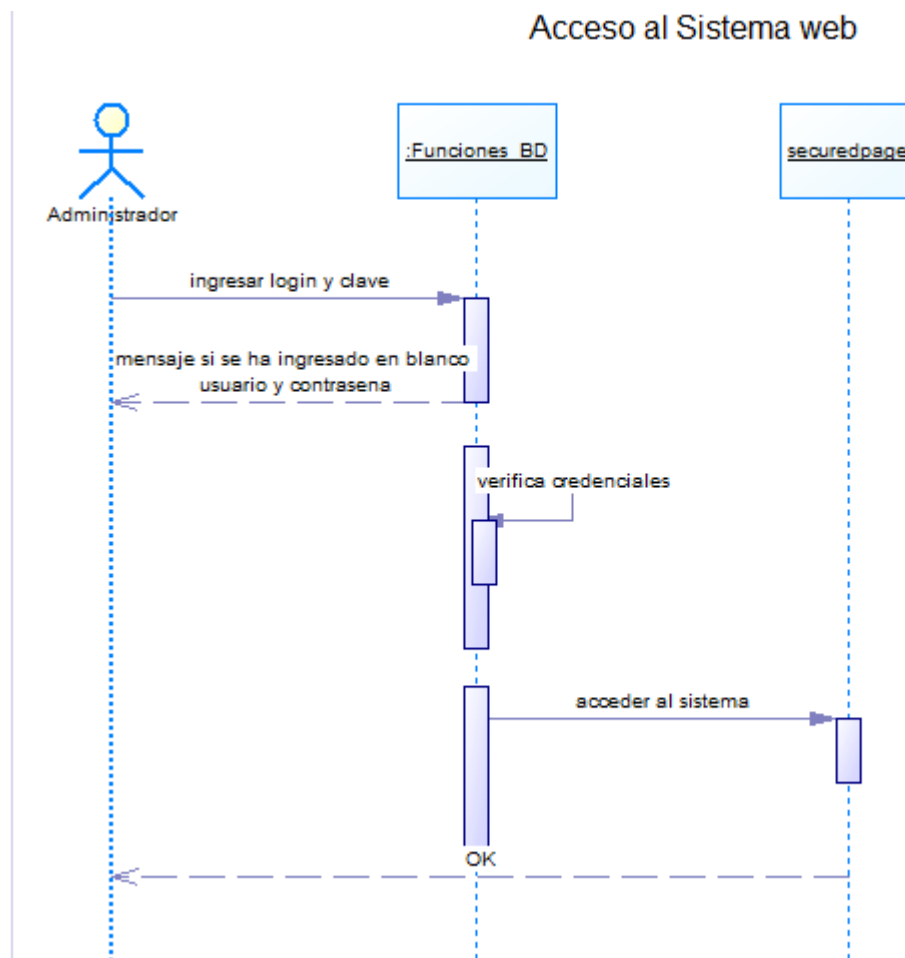 Acceso al Sistema web
:Funciones_BD
securedpage
Administrador
ingresar login y clave
mensaje si se ha ingresado en blanco
usuario y contrasena
verifica credenciales
acceder al sistema
OK